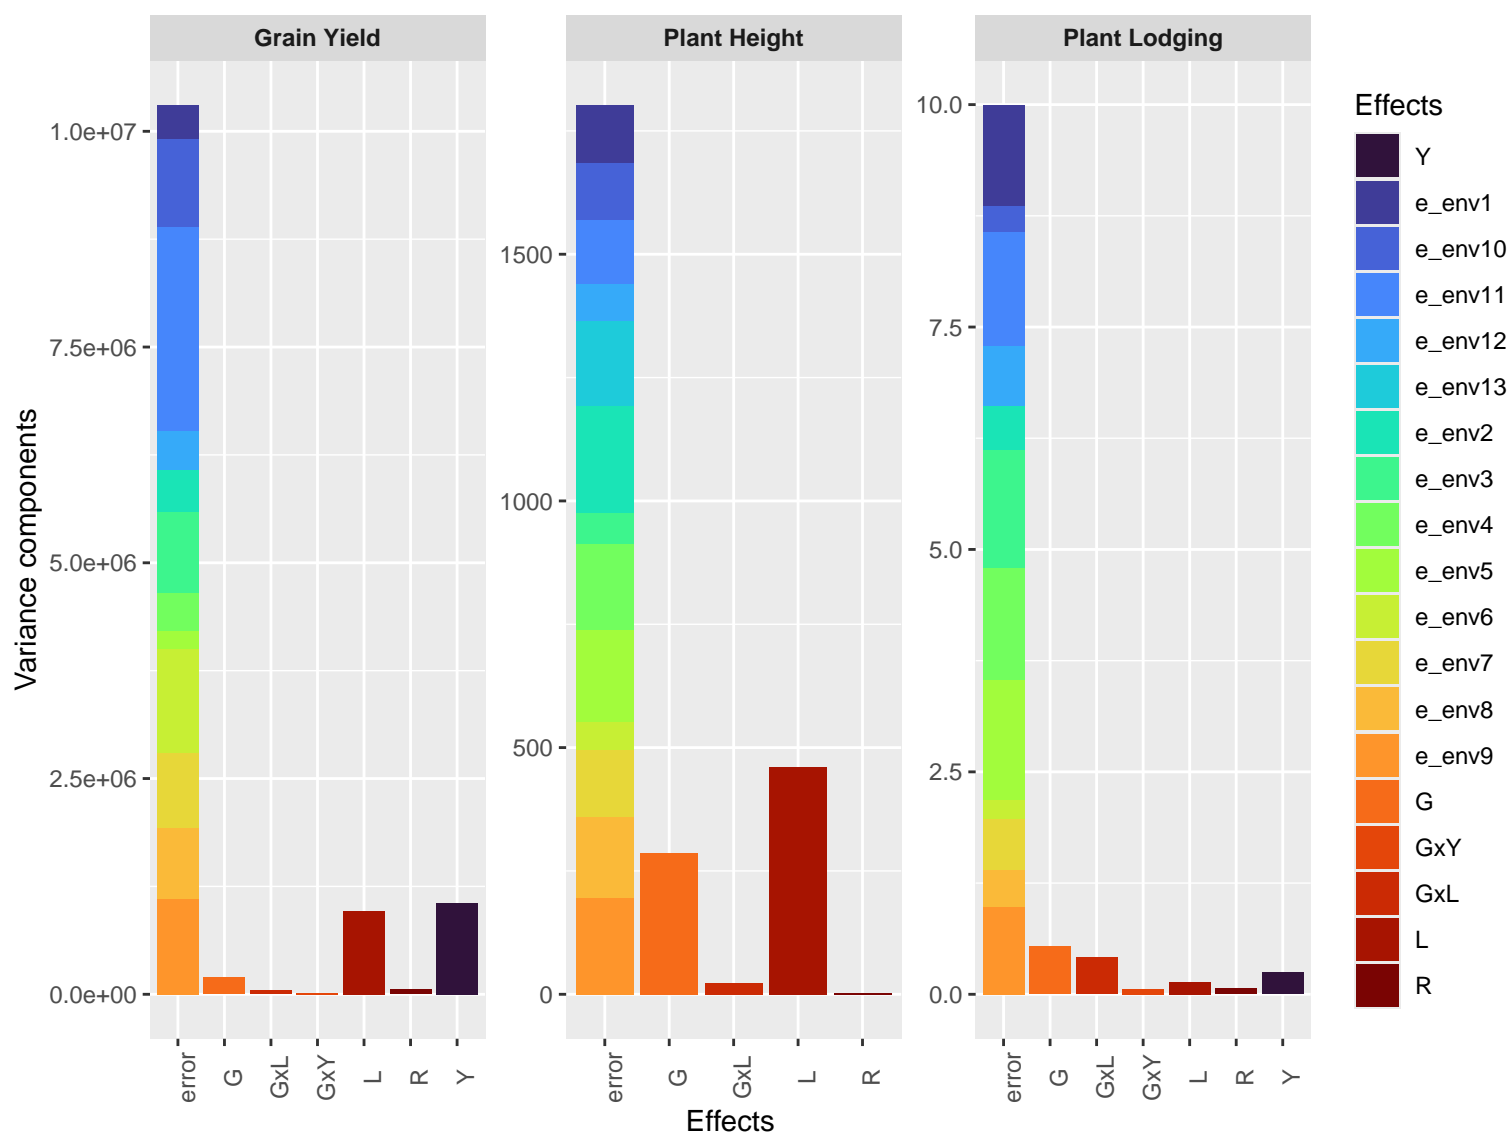 Grain Yield
Plant Height
Plant Lodging
Variance components
1.0e+07
7.5e+06
5.0e+06
2.5e+06
0.0e+00
error
G
GxL
GxY
L
R
Y
1500
1000
500
0
error
G
GxL
L
R
10.0
7.5
5.0
2.5
0.0
error
G
GxL
GxY
L
R
Y
Effects
Effects
Y
e_env1
e_env10
e_env11
e_env12
e_env13
e_env2
e_env3
e_env4
e_env5
e_env6
e_env7
e_env8
e_env9
G
GxY
GxL
L
R